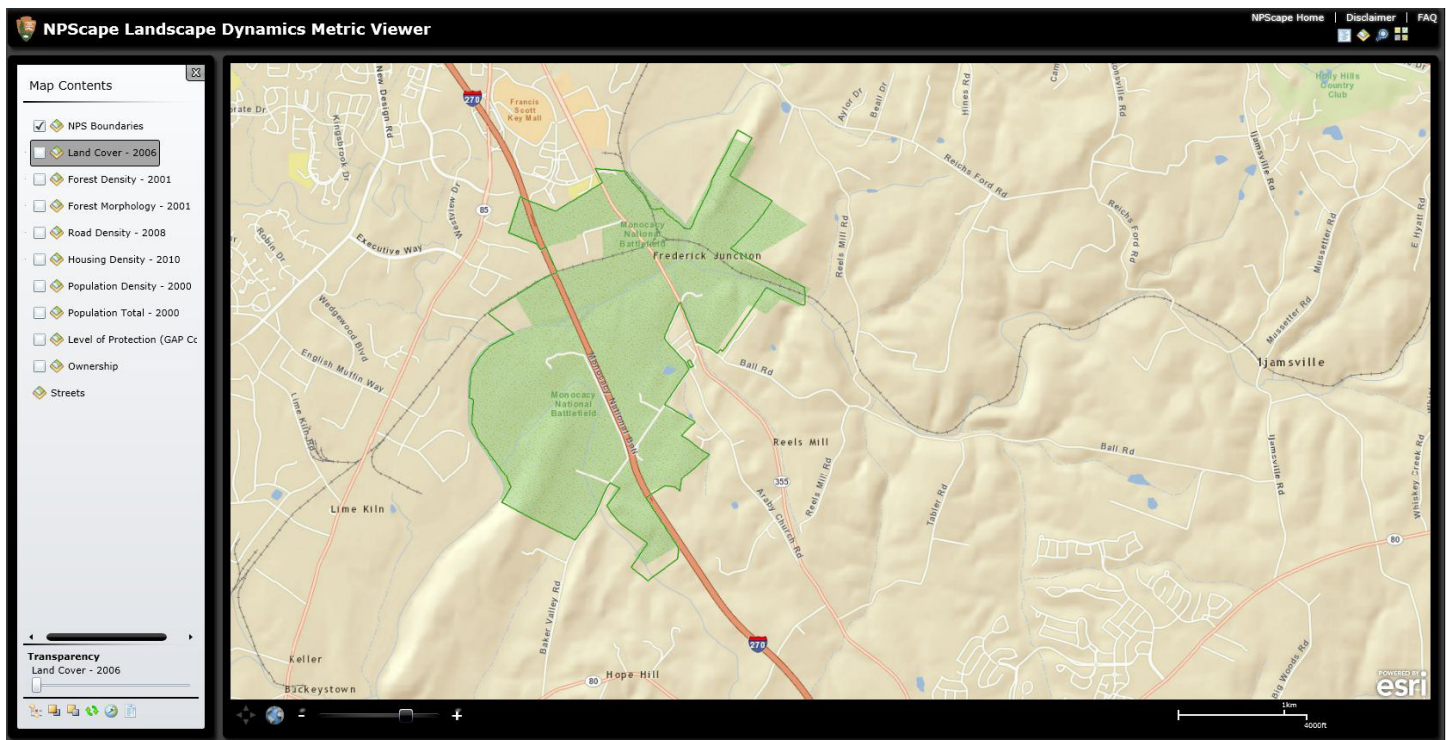 NPScape Landscape Dynamics Metric Viewer
NPScape Home | Disclaimer | FAQ
Map Contents
NPS Boundaries
Land Cover - 2006
Forest Density - 2001
Forest Morphology - 2001
Road Density - 2008
Housing Density - 2010
Population Density - 2000
Population Total - 2000
Level of Protection (GAP Co
Ownership
Streets
Transparency
Land Cover - 2006
New Design Rd
270
Francis
Scott
Key Mall
Kingsbrook Dr
Westview Dr
85
Executive Way
Robin Dr
Wedgewood Blvd
English Muffin Way
Lime Kiln Rd
Lime Kiln
Keller
Buckeystown
Monocacy
National
Battlefield
Frederick Junction
Monocacy
National
Battlefield
Monocacy National Batt
Baker Valley Rd
80
Hope Hill
270
Aylor Dr
Beall Dr
Hines Rd
Reichs Ford Rd
Reichs Ford Rd
Reels Mill Rd
Ball Rd
Reels Mill
355
Reels Mill Rd
Araby Church Rd
Tabler Rd
Ball Rd
Holly Hills
Country
Club
Ijamsville Rd
Mussetter Rd
E Hyatt Rd
Mussetter Rd
Ijamsville
Ijamsville Rd
Whiskey Creek Rd
80
Big Woods Rd
POWERED BY
esri
1km
4000ft